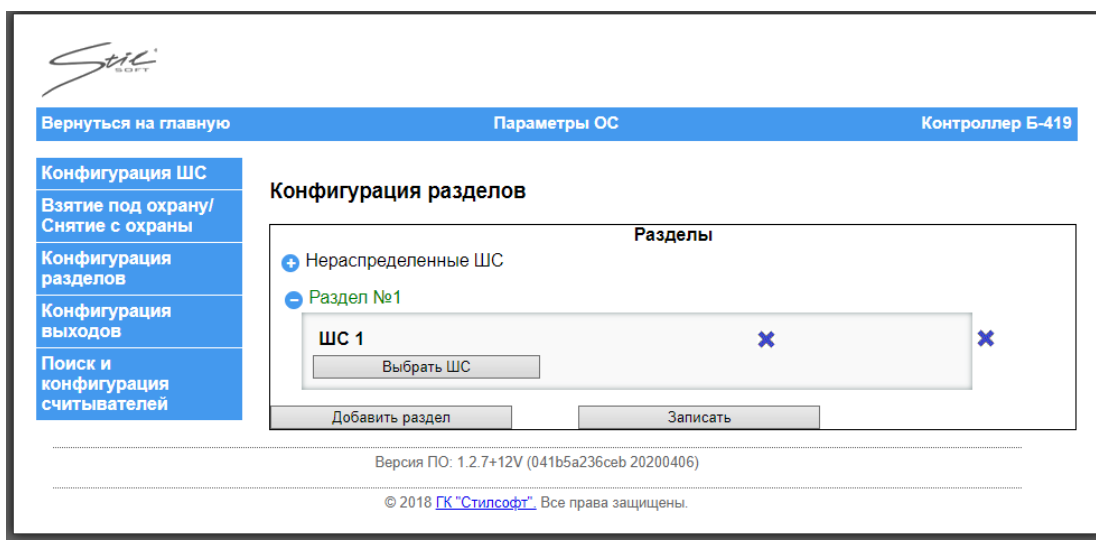 Stil
SOFT
Вернуться на главную Параметры ОС Контроллер Б-419
Конфигурация ШС
Взятие под охрану/
Снятие с охраны
Конфигурация
разделов
Конфигурация
выходов
Поиск и
конфигурация
считывателей
Конфигурация разделов
Разделы
Нераспределенные ШС
Раздел №1
ШС 1
Выбрать ШС
Добавить раздел Записать
Версия ПО: 1.2.7+12V (041b5a236ceb 20200406)
© 2018 ГК "Стилсофт". Все права защищены.